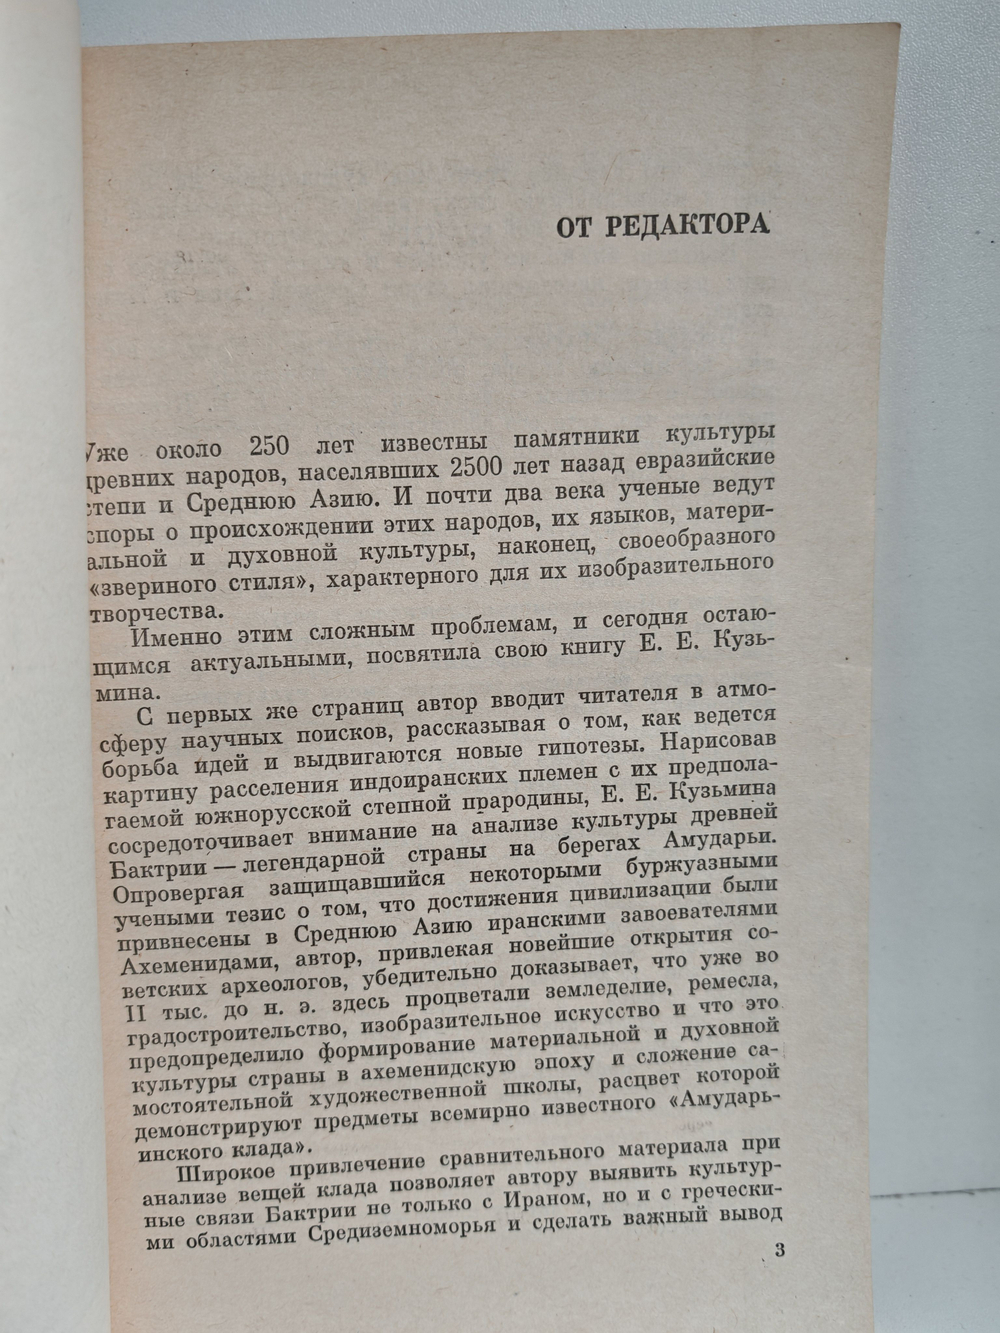 ОТ РЕДАКТОРА
Уже около 250 лет известны памятники культуры
древних народов, населявших 2500 лет назад евразийские
степи и Среднюю Азию. И почти два века ученые ведут
споры о происхождении этих народов, их языков, матери-
альной и духовной культуры, наконец, своеобразного
«звериного стиля», характерного для их изобразительного
творчества.
Именно этим сложным проблемам, и сегодня остаю-
щимся актуальными, посвятила свою книгу Е. Е. Кузь-
мина.
С первых же страниц автор вводит читателя в атмо-
сферу научных поисков, рассказывая о том, как ведется
борьба идей и выдвигаются новые гипотезы. Нарисовав
картину расселения индоиранских племен с их предпола-
гаемой южнорусской степной прародины, Е. Е. Кузьмина
сосредоточивает внимание на анализе культуры древней
Бактрии — легендарной страны на берегах Амударьи.
Опровергая защищавшийся некоторыми буржуазными
учеными тезис о том, что достижения цивилизации были
привнесены в Среднюю Азию иранскими завоевателями
Ахеменидами, автор, привлекая новейшие открытия со-
ветских археологов, убедительно доказывает, что уже во
II тыс. до н. э. здесь процветали земледелие, ремесла,
градостроительство, изобразительное искусство и что это
предопределило формирование материальной и духовной
культуры страны в ахеменидскую эпоху и сложение са-
мостоятельной художественной школы, расцвет которой
демонстрируют предметы всемирно известного «Амударь-
инского клада».
Широкое привлечение сравнительного материала при
анализе вещей клада позволяет автору выявить культур-
ные связи Бактрии не только с Ираном, но и с гречески-
ми областями Средиземноморья и сделать важный вывод
3